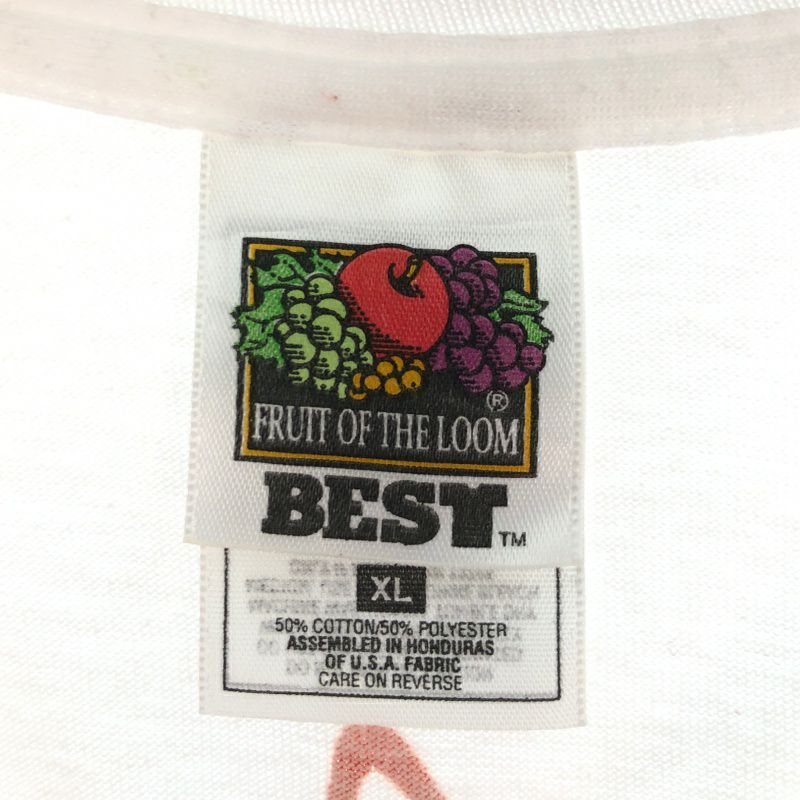 ®
FRUIT OF THE LOOM
BEST™
XL
50% COTTON/50% POLYESTER
ASSEMBLED IN HONDURAS
OF U.S.A. FABRIC
CARE ON REVERSE